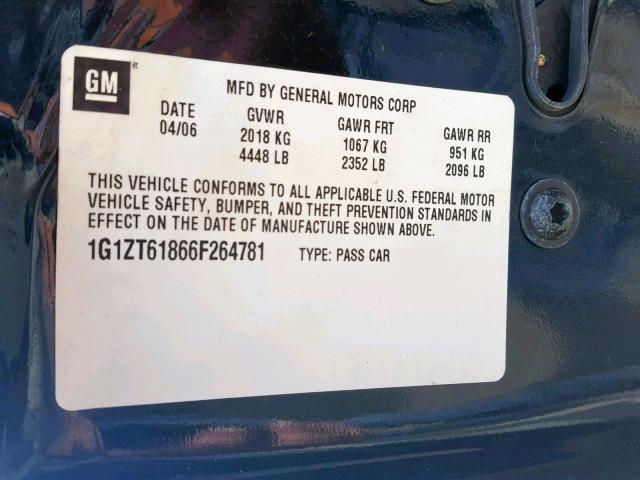 GM
MFD BY GENERAL MOTORS CORP
DATE GVWR GAWR FRT GAWR RR
04/06 2018 KG 1067 KG 951 KG
4448 LB 2352 LB 2096 LB
THIS VEHICLE CONFORMS TO ALL APPLICABLE U.S. FEDERAL MOTOR
VEHICLE SAFETY, BUMPER, AND THEFT PREVENTION STANDARDS IN
EFFECT ON THE DATE OF MANUFACTURE SHOWN ABOVE.
1G1ZT61866F264781 TYPE: PASS CAR